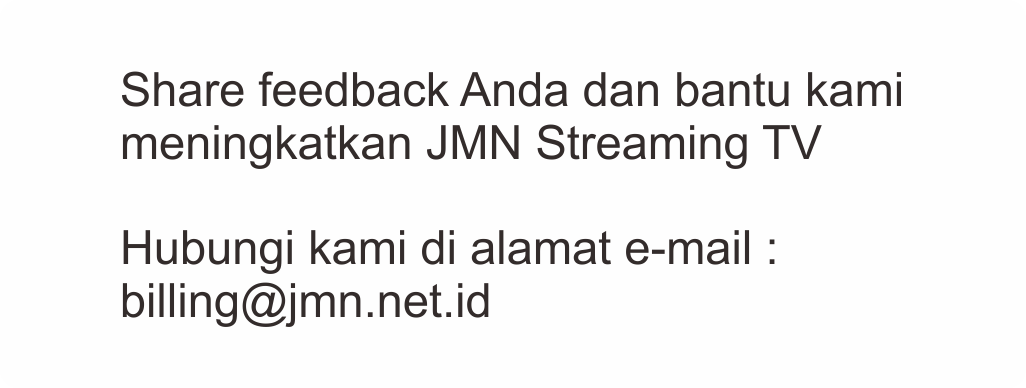 Share feedback Anda dan bantu kami
meningkatkan JMN Streaming TV
Hubungi kami di alamat e-mail :
billing@jmn.net.id